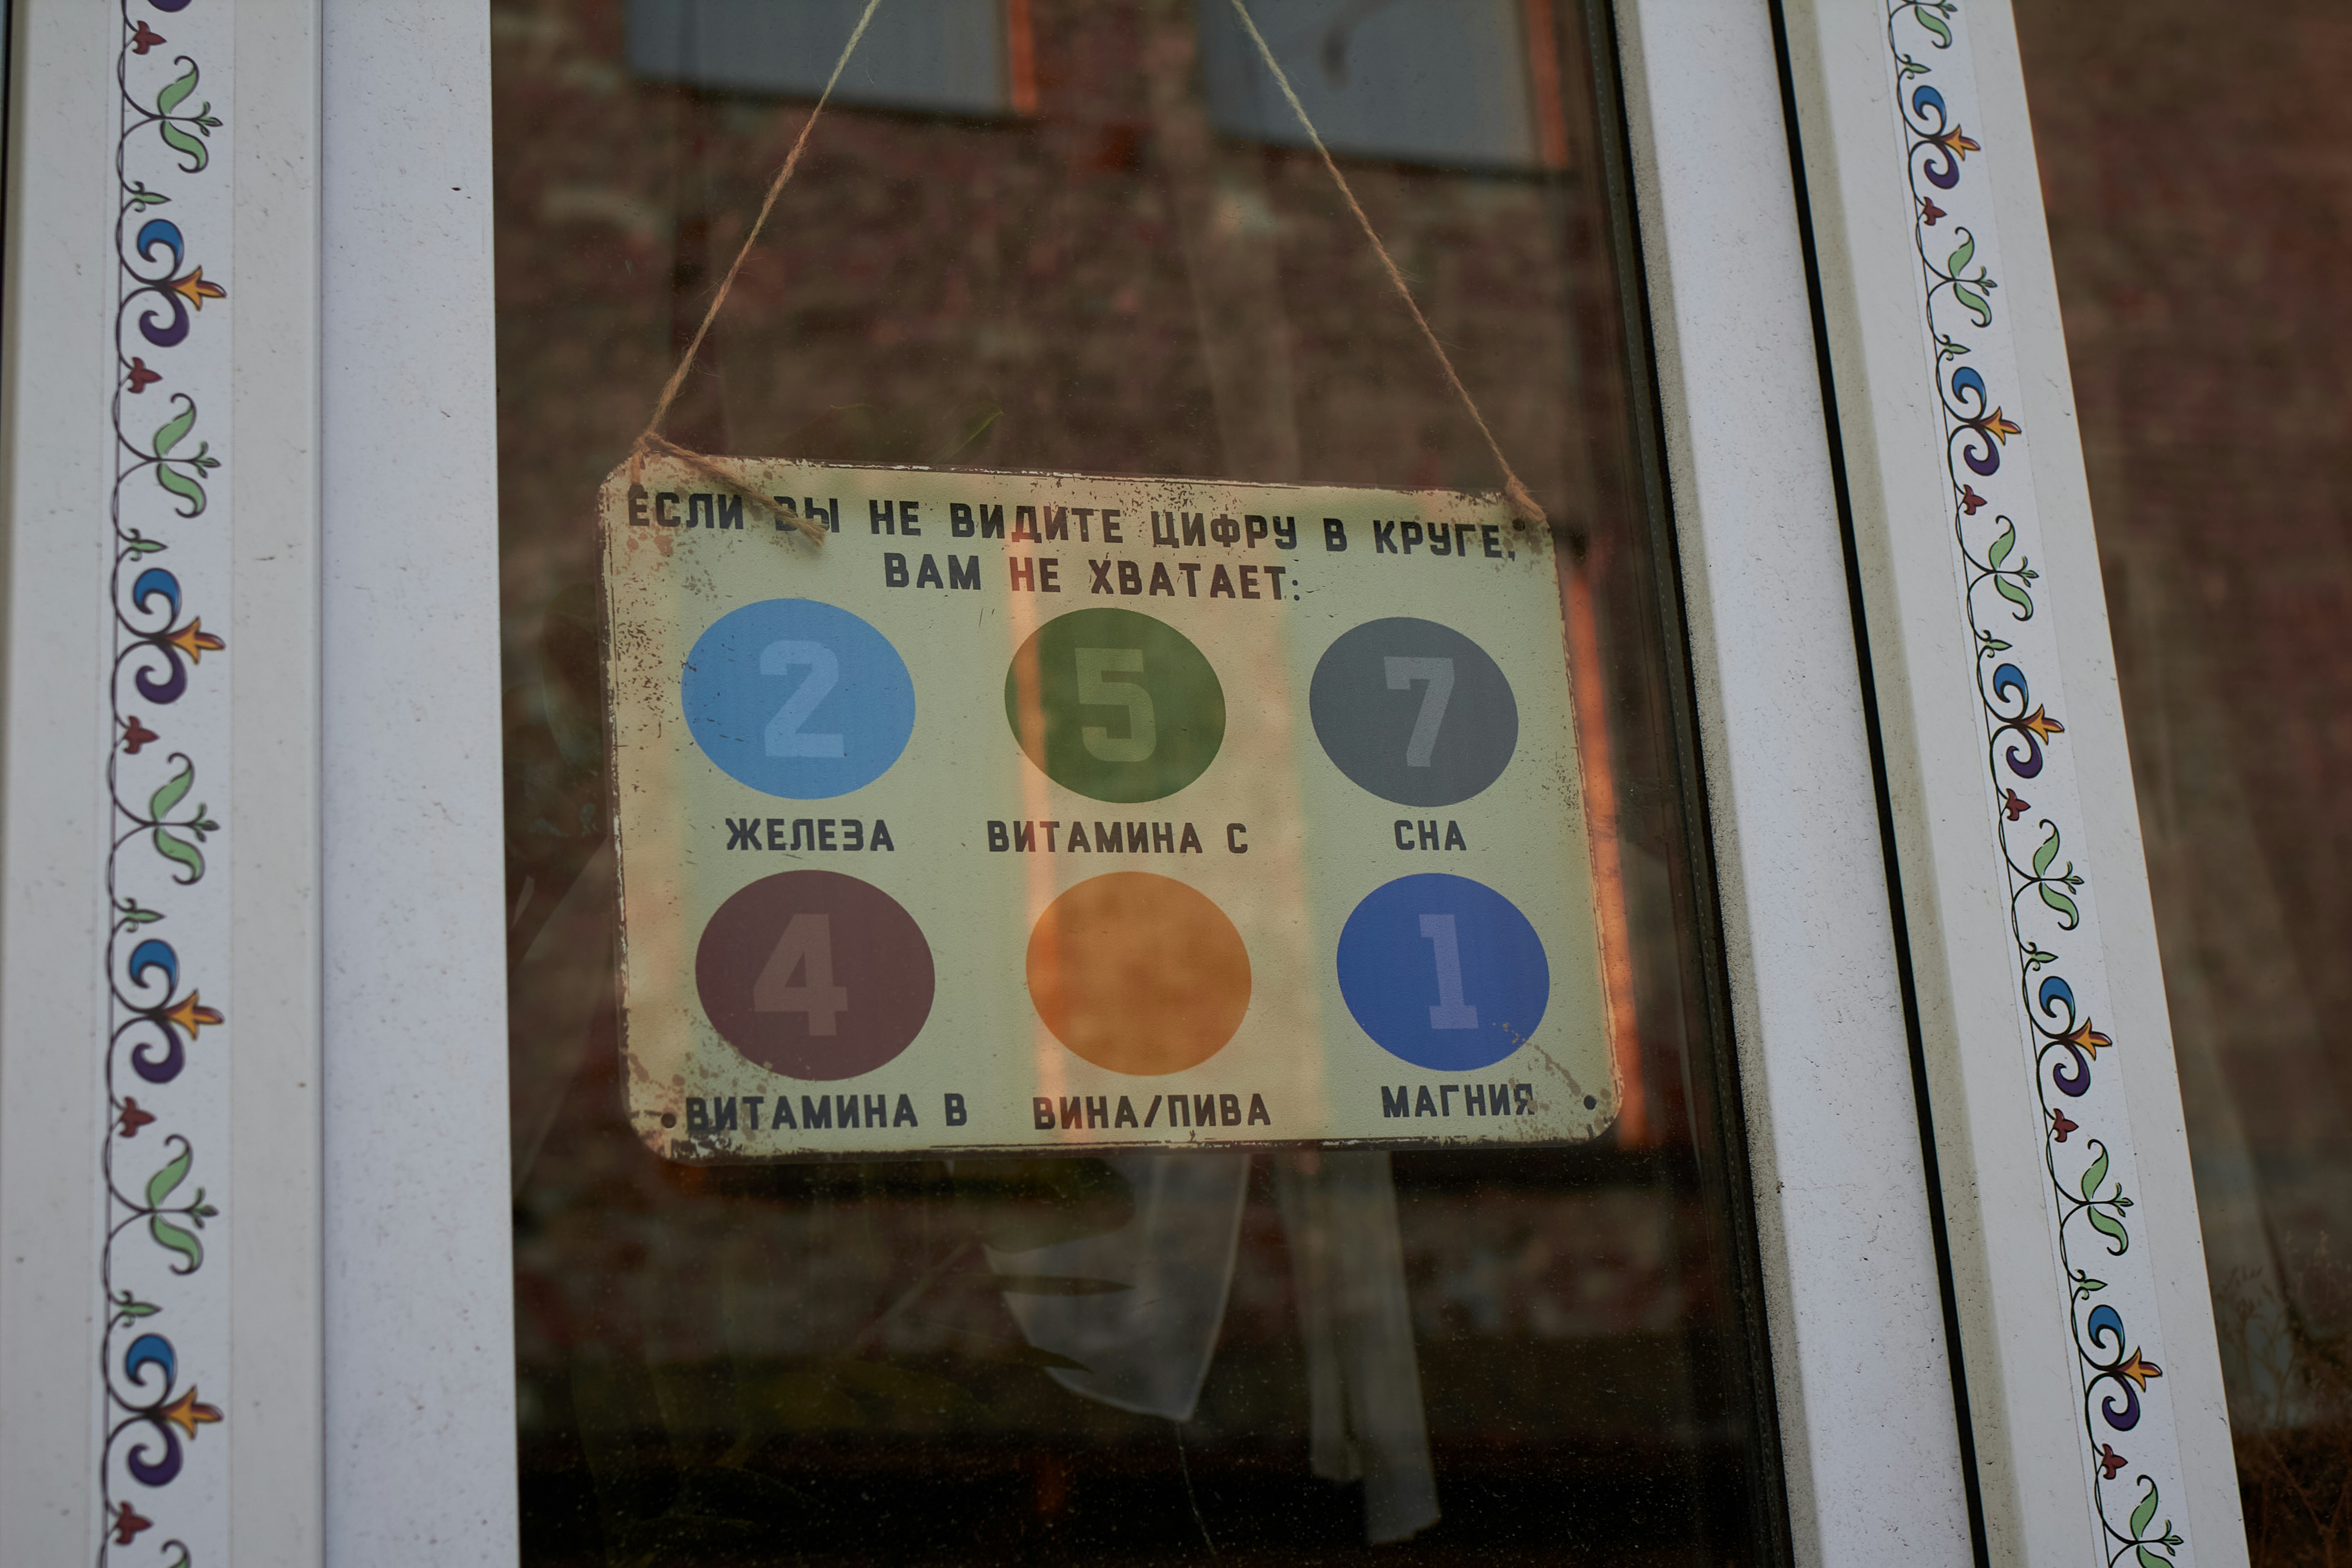 ЕСЛИ ВЫ НЕ ВИДИТЕ ЦИФРУ В КРУГЕ,
ВАМ НЕ ХВАТАЕТ:
2 5 7
ЖЕЛЕЗА ВИТАМИНА С СНА
4 1
ВИТАМИНА В ВИНА/ПИВА МАГНИЯ